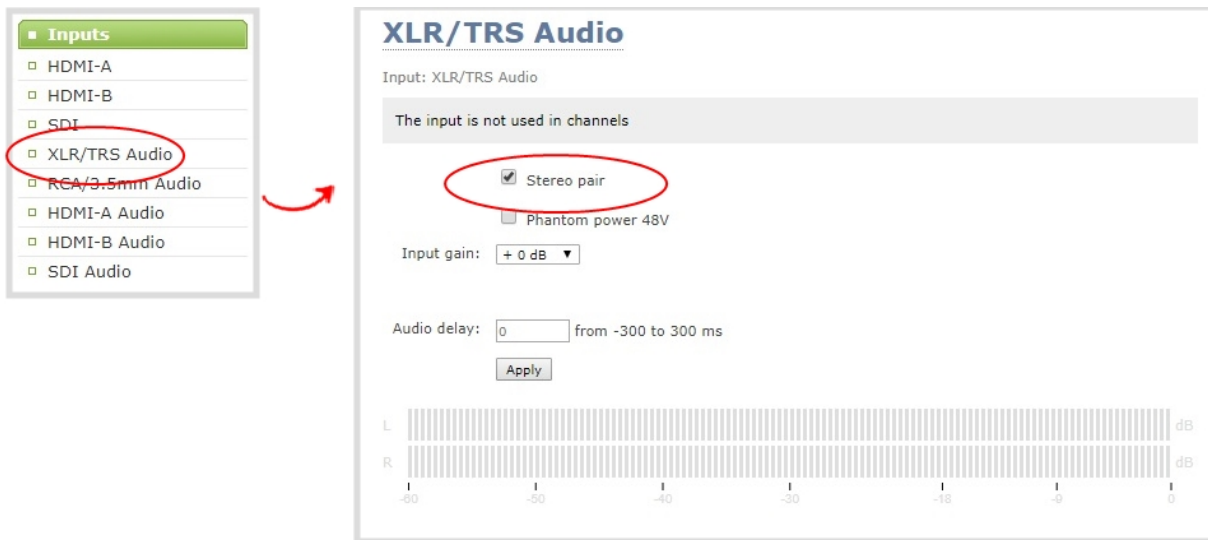 Inputs
HDMI-A
HDMI-B
SDI
XLR/TRS Audio
RCA/3.5mm Audio
HDMI-A Audio
HDMI-B Audio
SDI Audio
XLR/TRS Audio
Input: XLR/TRS Audio
The input is not used in channels
Stereo pair
Phantom power 48V
Input gain: + 0 dB
Audio delay: 0 from -300 to 300 ms
Apply
L dB
R dB
-60 -50 -40 -30 -18 -9 0